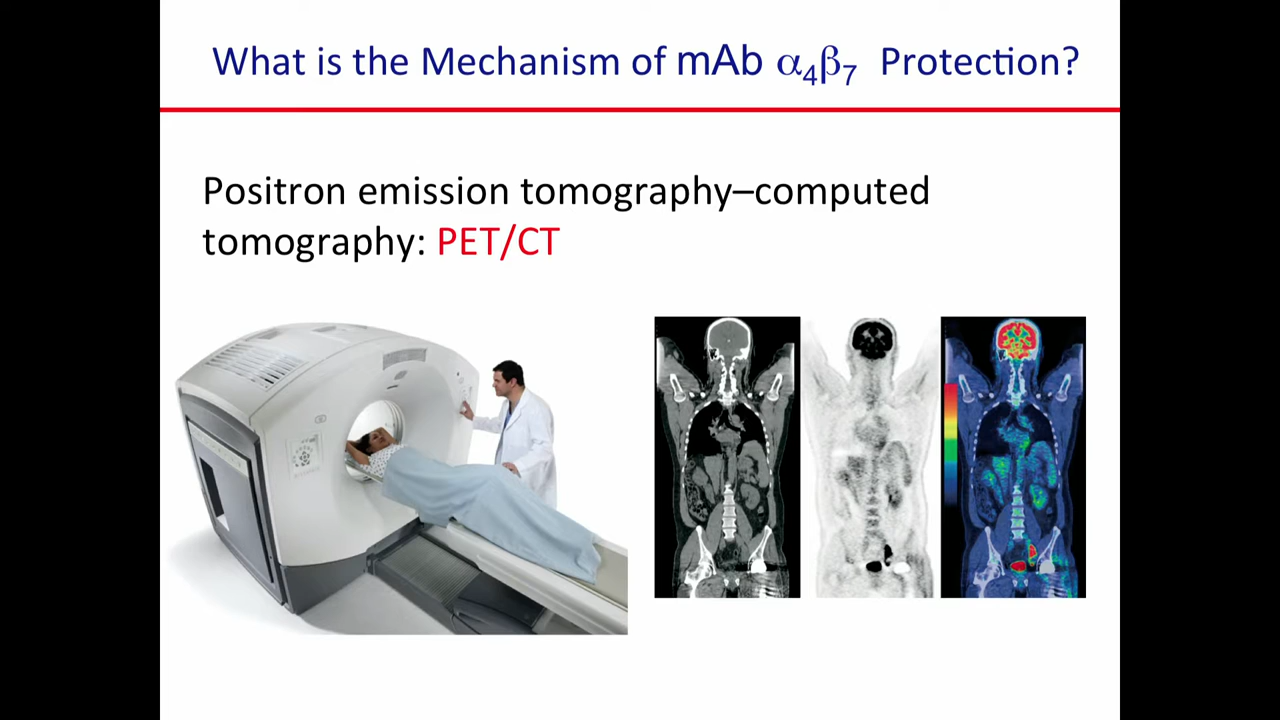 What is the Mechanism of mAb α₄β₇ Protection?
Positron emission tomography–computed
tomography: PET/CT